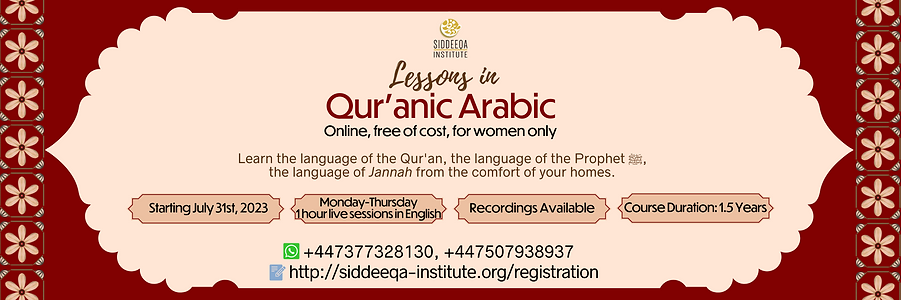 SIDDEEQA
INSTITUTE
Lessons in
Qur'anic Arabic
Online, free of cost, for women only
Learn the language of the Qur'an, the language of the Prophet ﷺ,
the language of Jannah from the comfort of your homes.
Starting July 31st, 2023
Monday-Thursday
1 hour live sessions in English
Recordings Available
Course Duration: 1.5 Years
+447377328130, +447507938937
http://siddeeqa-institute.org/registration